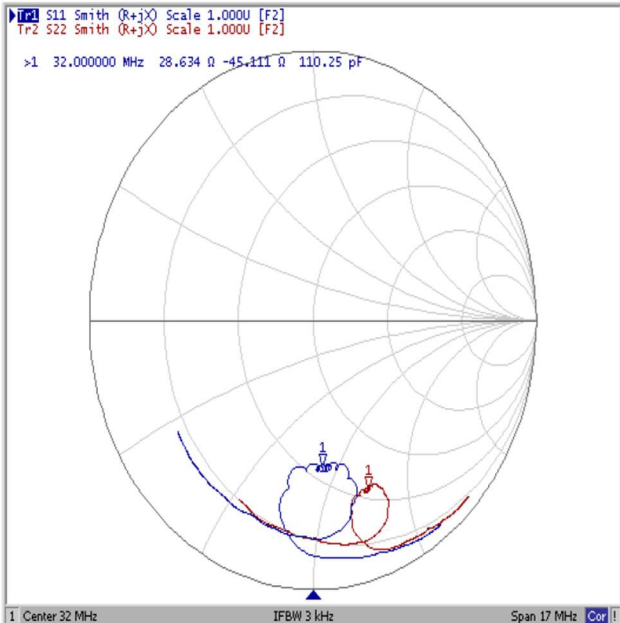 Tr1 S11 Smith (R+jX) Scale 1.000U [F2]
Tr2 S22 Smith (R+jX) Scale 1.000U [F2]
>1 32.000000 MHz 28.634 Ω -45.111 Ω 110.25 pF
1
1
1 Center 32 MHz IFBW 3 kHz Span 17 MHz Cor !